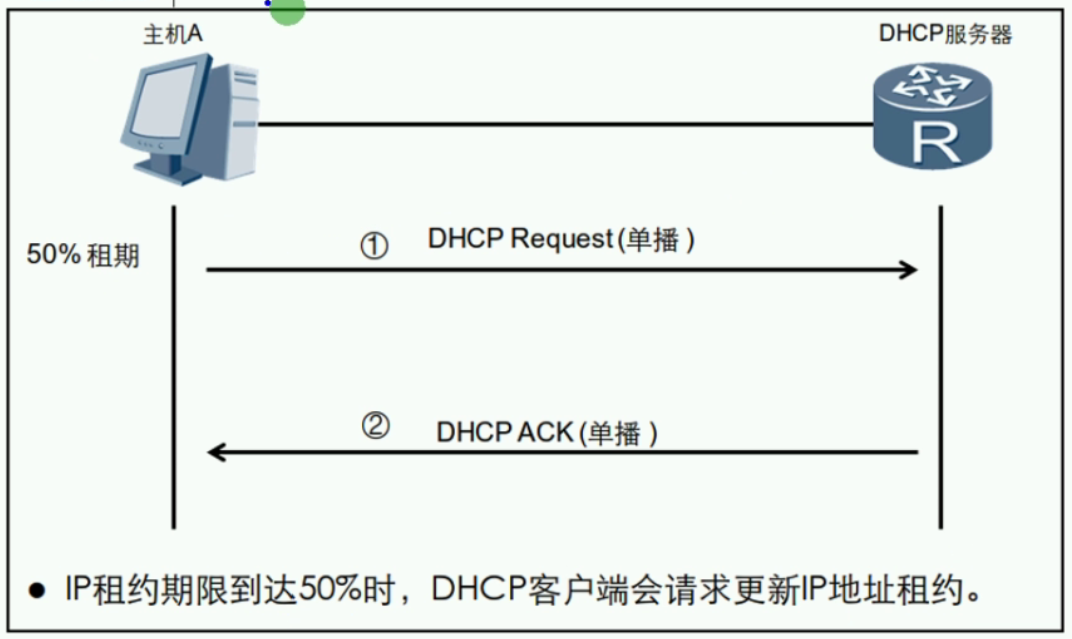 主机A
DHCP服务器
R
50% 租期
① DHCP Request (单播 )
② DHCP ACK (单播 )
● IP租约期限到达50%时，DHCP客户端会请求更新IP地址租约。